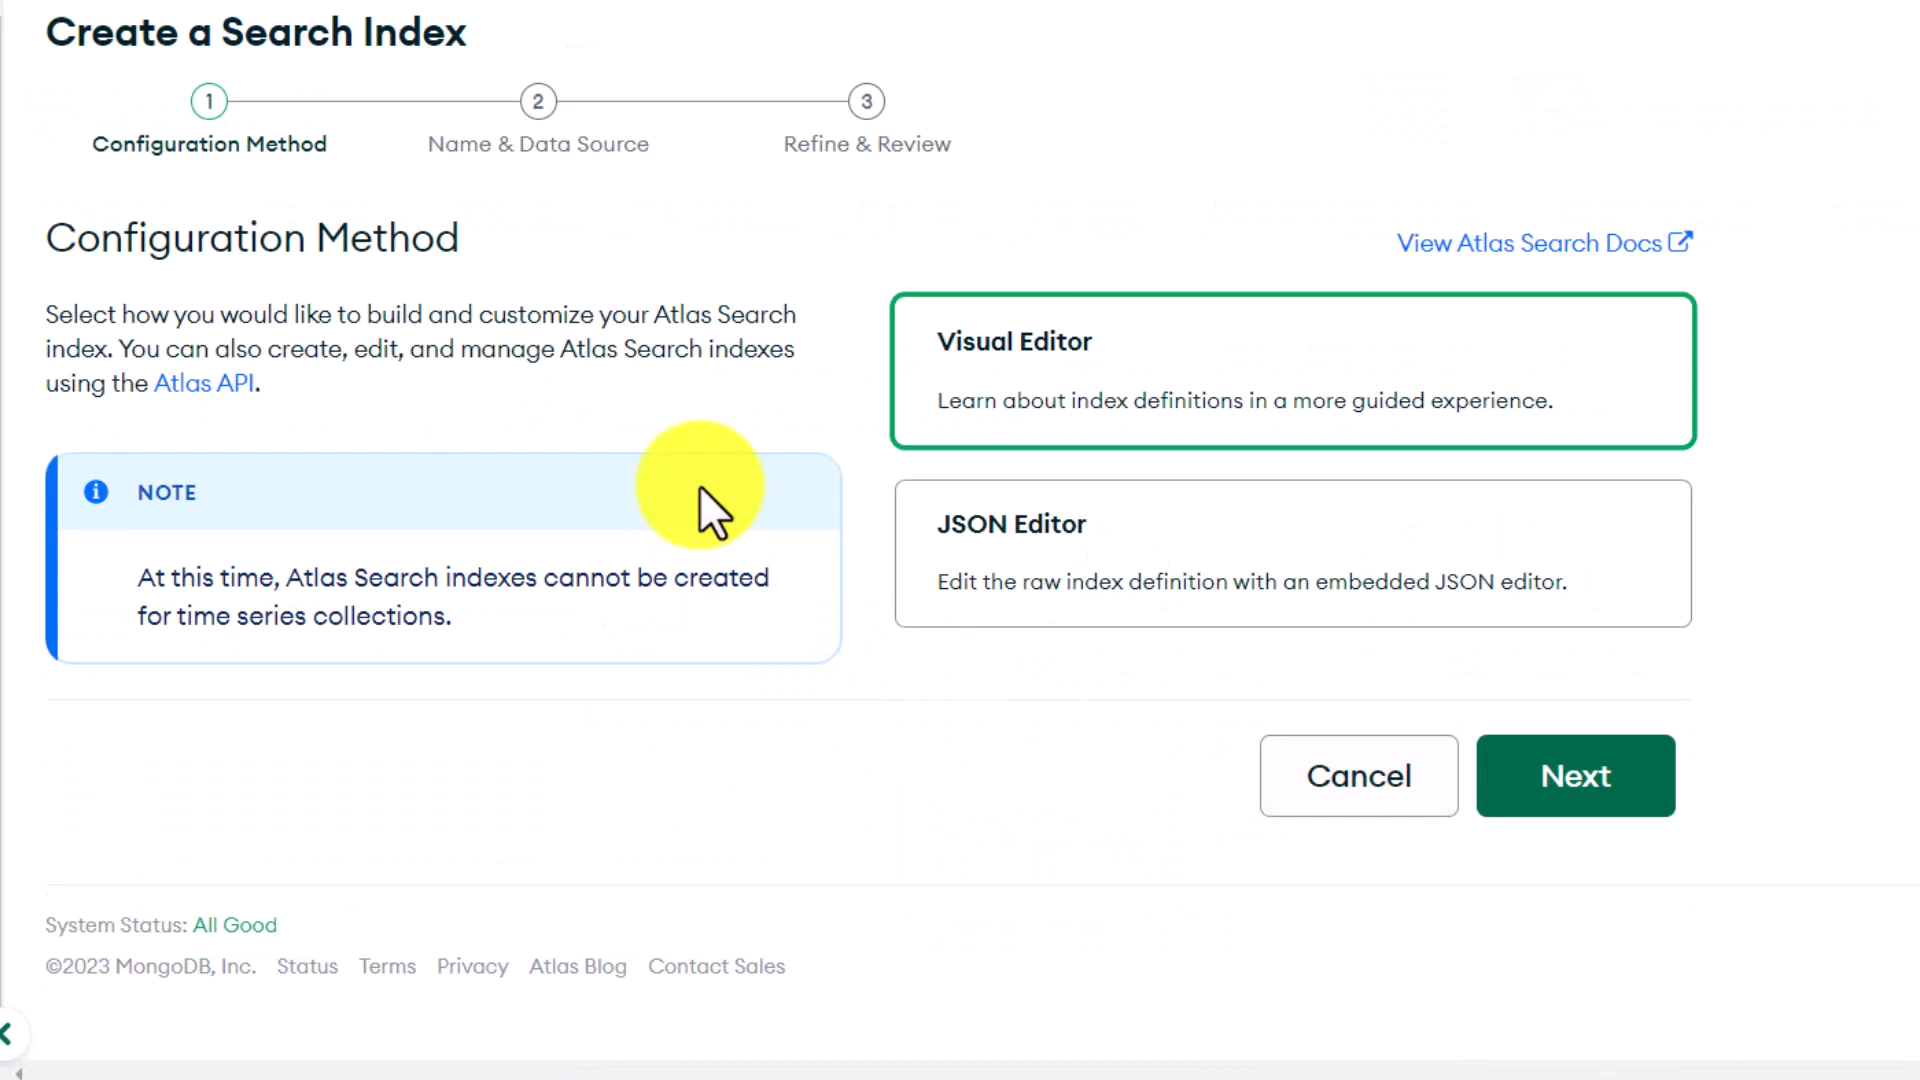 Create a Search Index
1
2
3
Configuration Method
Name & Data Source
Refine & Review
Configuration Method
View Atlas Search Docs
Select how you would like to build and customize your Atlas Search
index. You can also create, edit, and manage Atlas Search indexes
using the Atlas API.
Visual Editor
Learn about index definitions in a more guided experience.
NOTE
At this time, Atlas Search indexes cannot be created
for time series collections.
JSON Editor
Edit the raw index definition with an embedded JSON editor.
Cancel
Next
System Status: All Good
©2023 MongoDB, Inc. Status Terms Privacy Atlas Blog Contact Sales